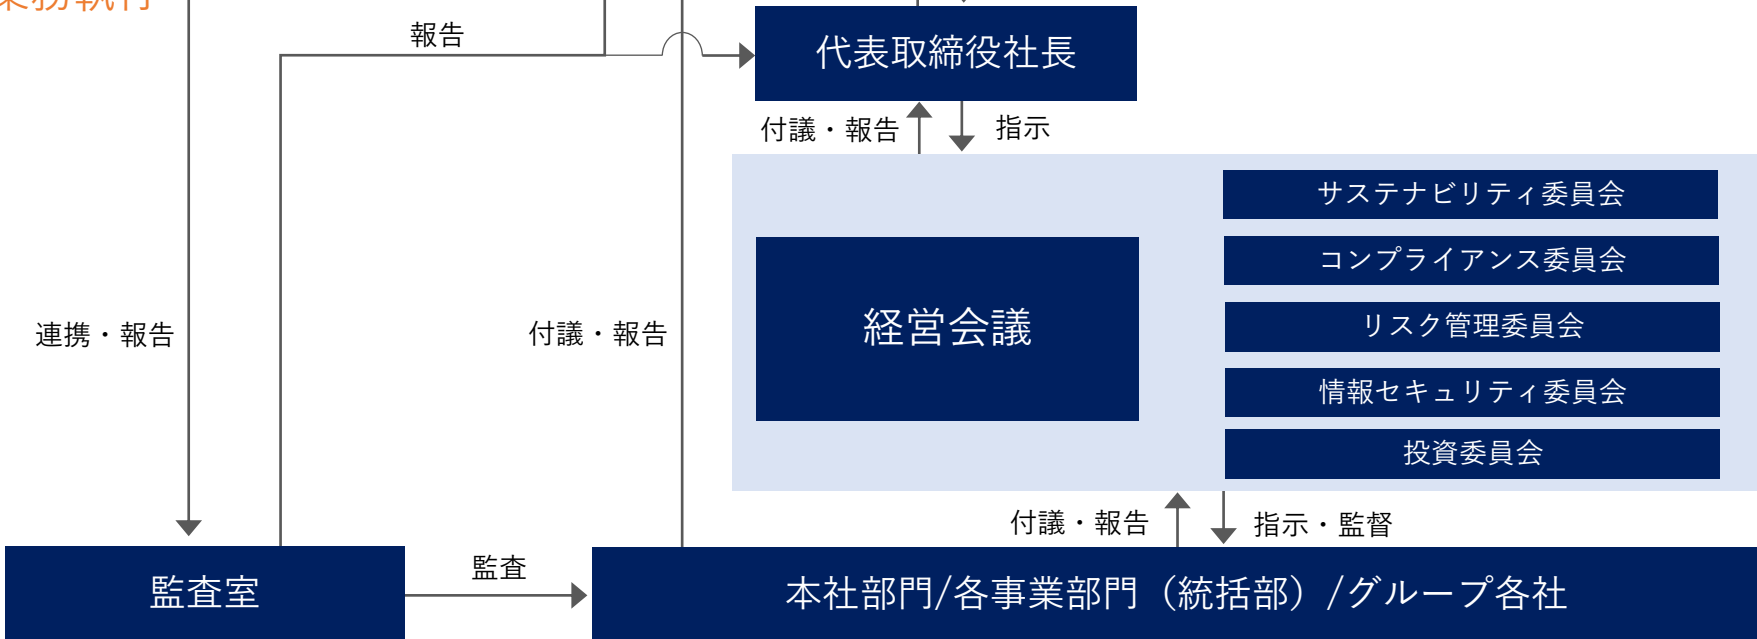 業務執行
報告
代表取締役社長
付議・報告
指示
サステナビリティ委員会
コンプライアンス委員会
経営会議
リスク管理委員会
連携・報告
付議・報告
情報セキュリティ委員会
投資委員会
付議・報告
指示・監督
監査室
監査
本社部門/各事業部門（統括部）/グループ各社